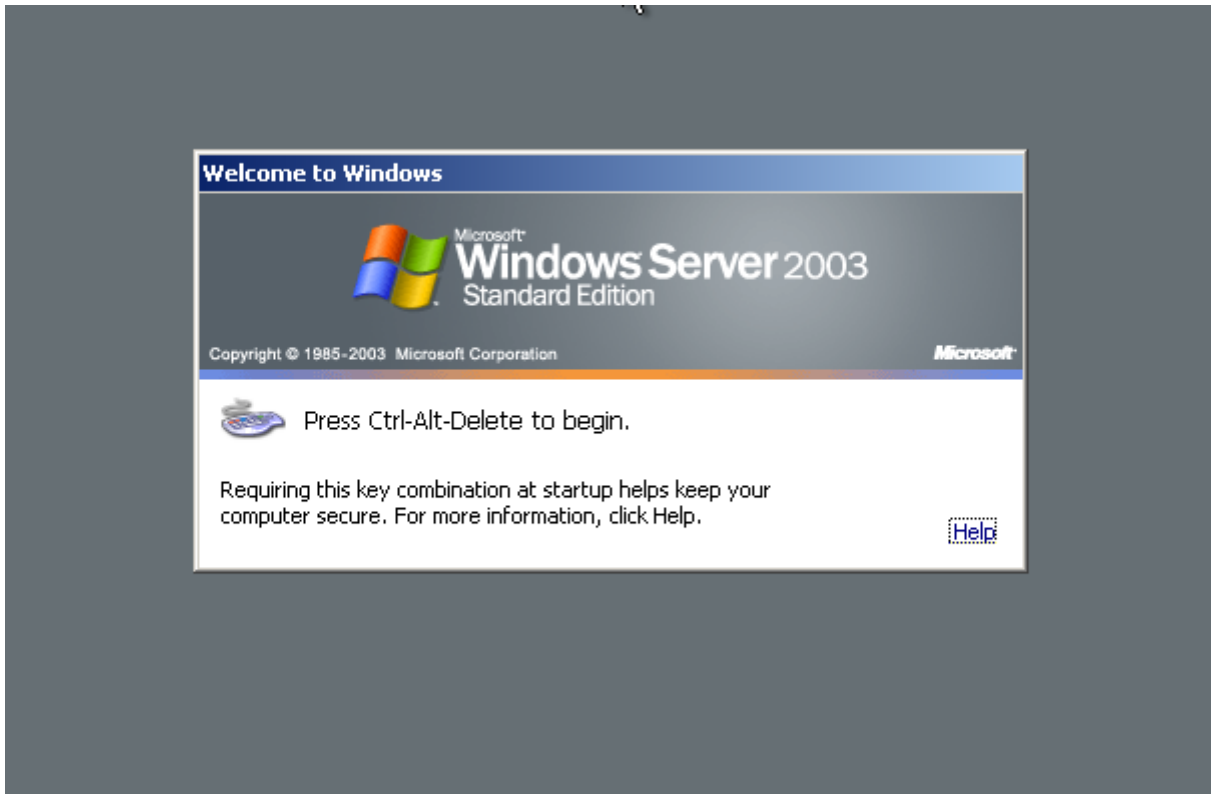 Welcome to Windows
Microsoft
Windows Server 2003
Standard Edition
Copyright © 1985-2003 Microsoft Corporation
Microsoft
Press Ctrl-Alt-Delete to begin.
Requiring this key combination at startup helps keep your
computer secure. For more information, click Help.
Help